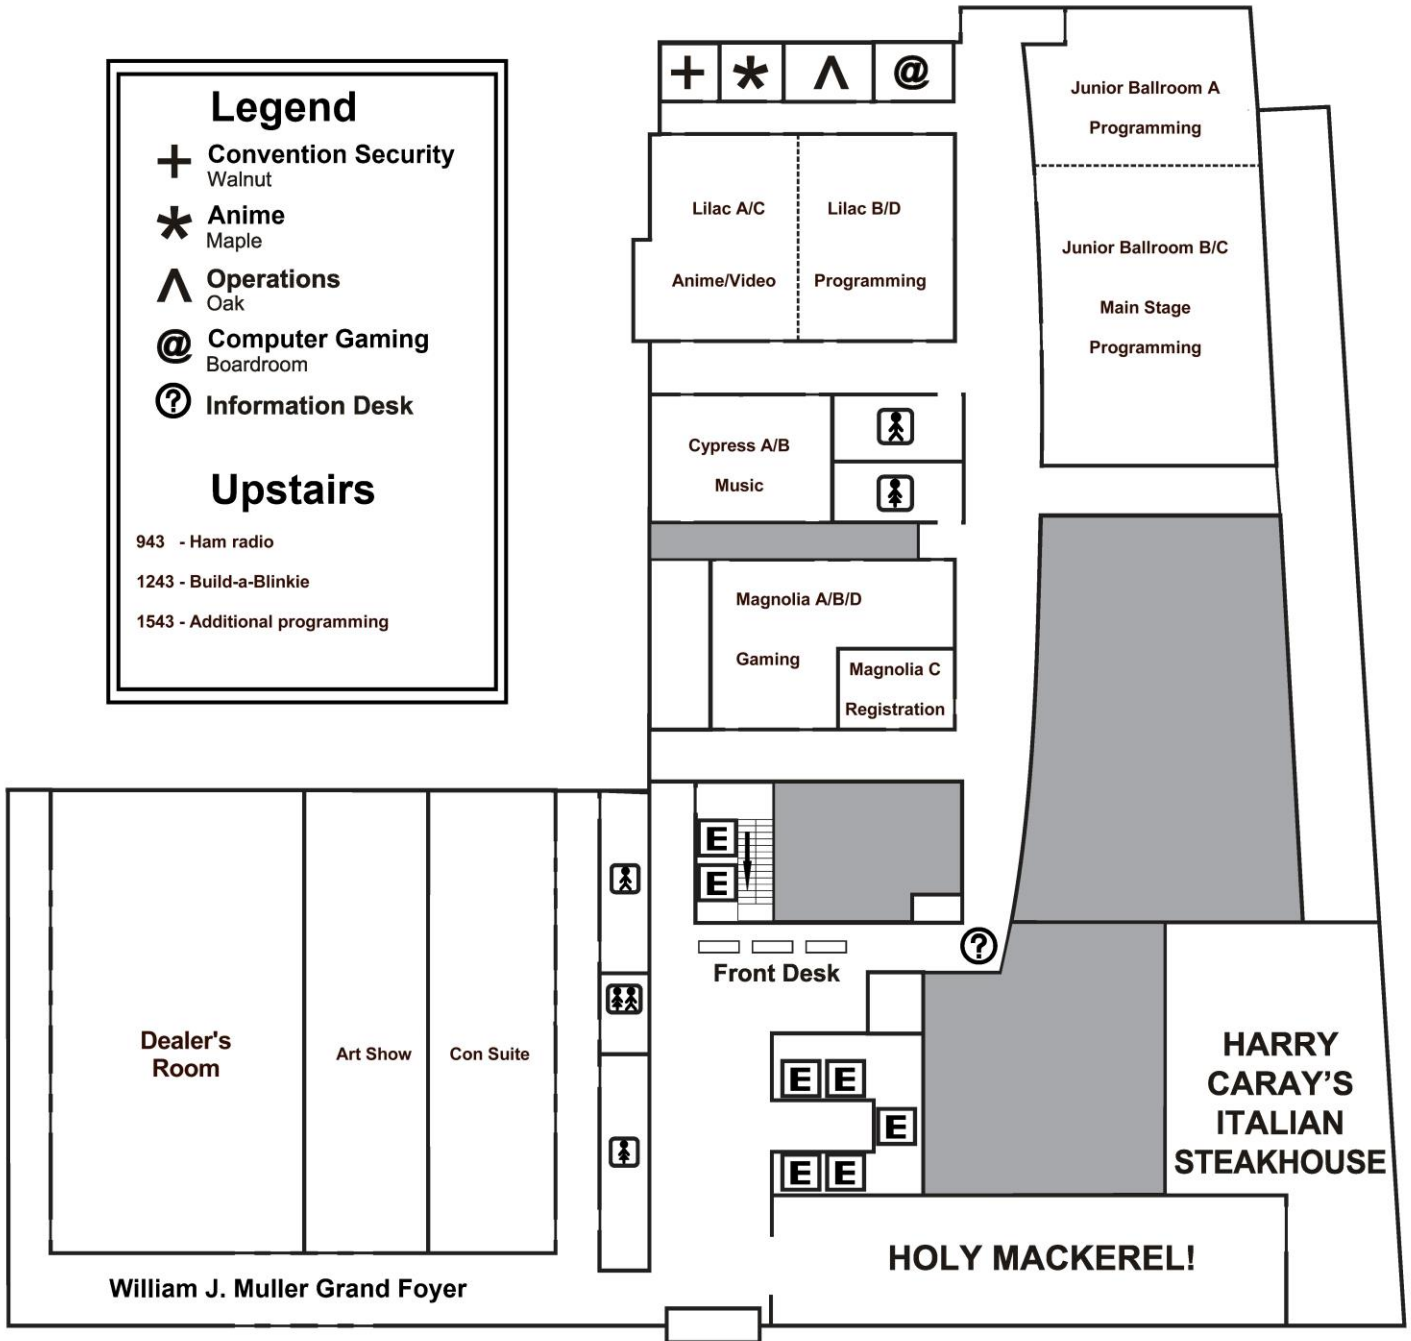 Legend
+ Convention Security
Walnut
* Anime
Maple
Λ Operations
Oak
@ Computer Gaming
Boardroom
? Information Desk
Upstairs
943 - Ham radio
1243 - Build-a-Blinkie
1543 - Additional programming
+ * Λ @
Junior Ballroom A
Programming
Lilac A/C
Anime/Video
Lilac B/D
Programming
Junior Ballroom B/C
Main Stage
Programming
Cypress A/B
Music
Magnolia A/B/D
Gaming
Magnolia C
Registration
E
E
?
Front Desk
Dealer's
Room
Art Show
Con Suite
E E
E
E E
HARRY
CARAY'S
ITALIAN
STEAKHOUSE
HOLY MACKEREL!
William J. Muller Grand Foyer